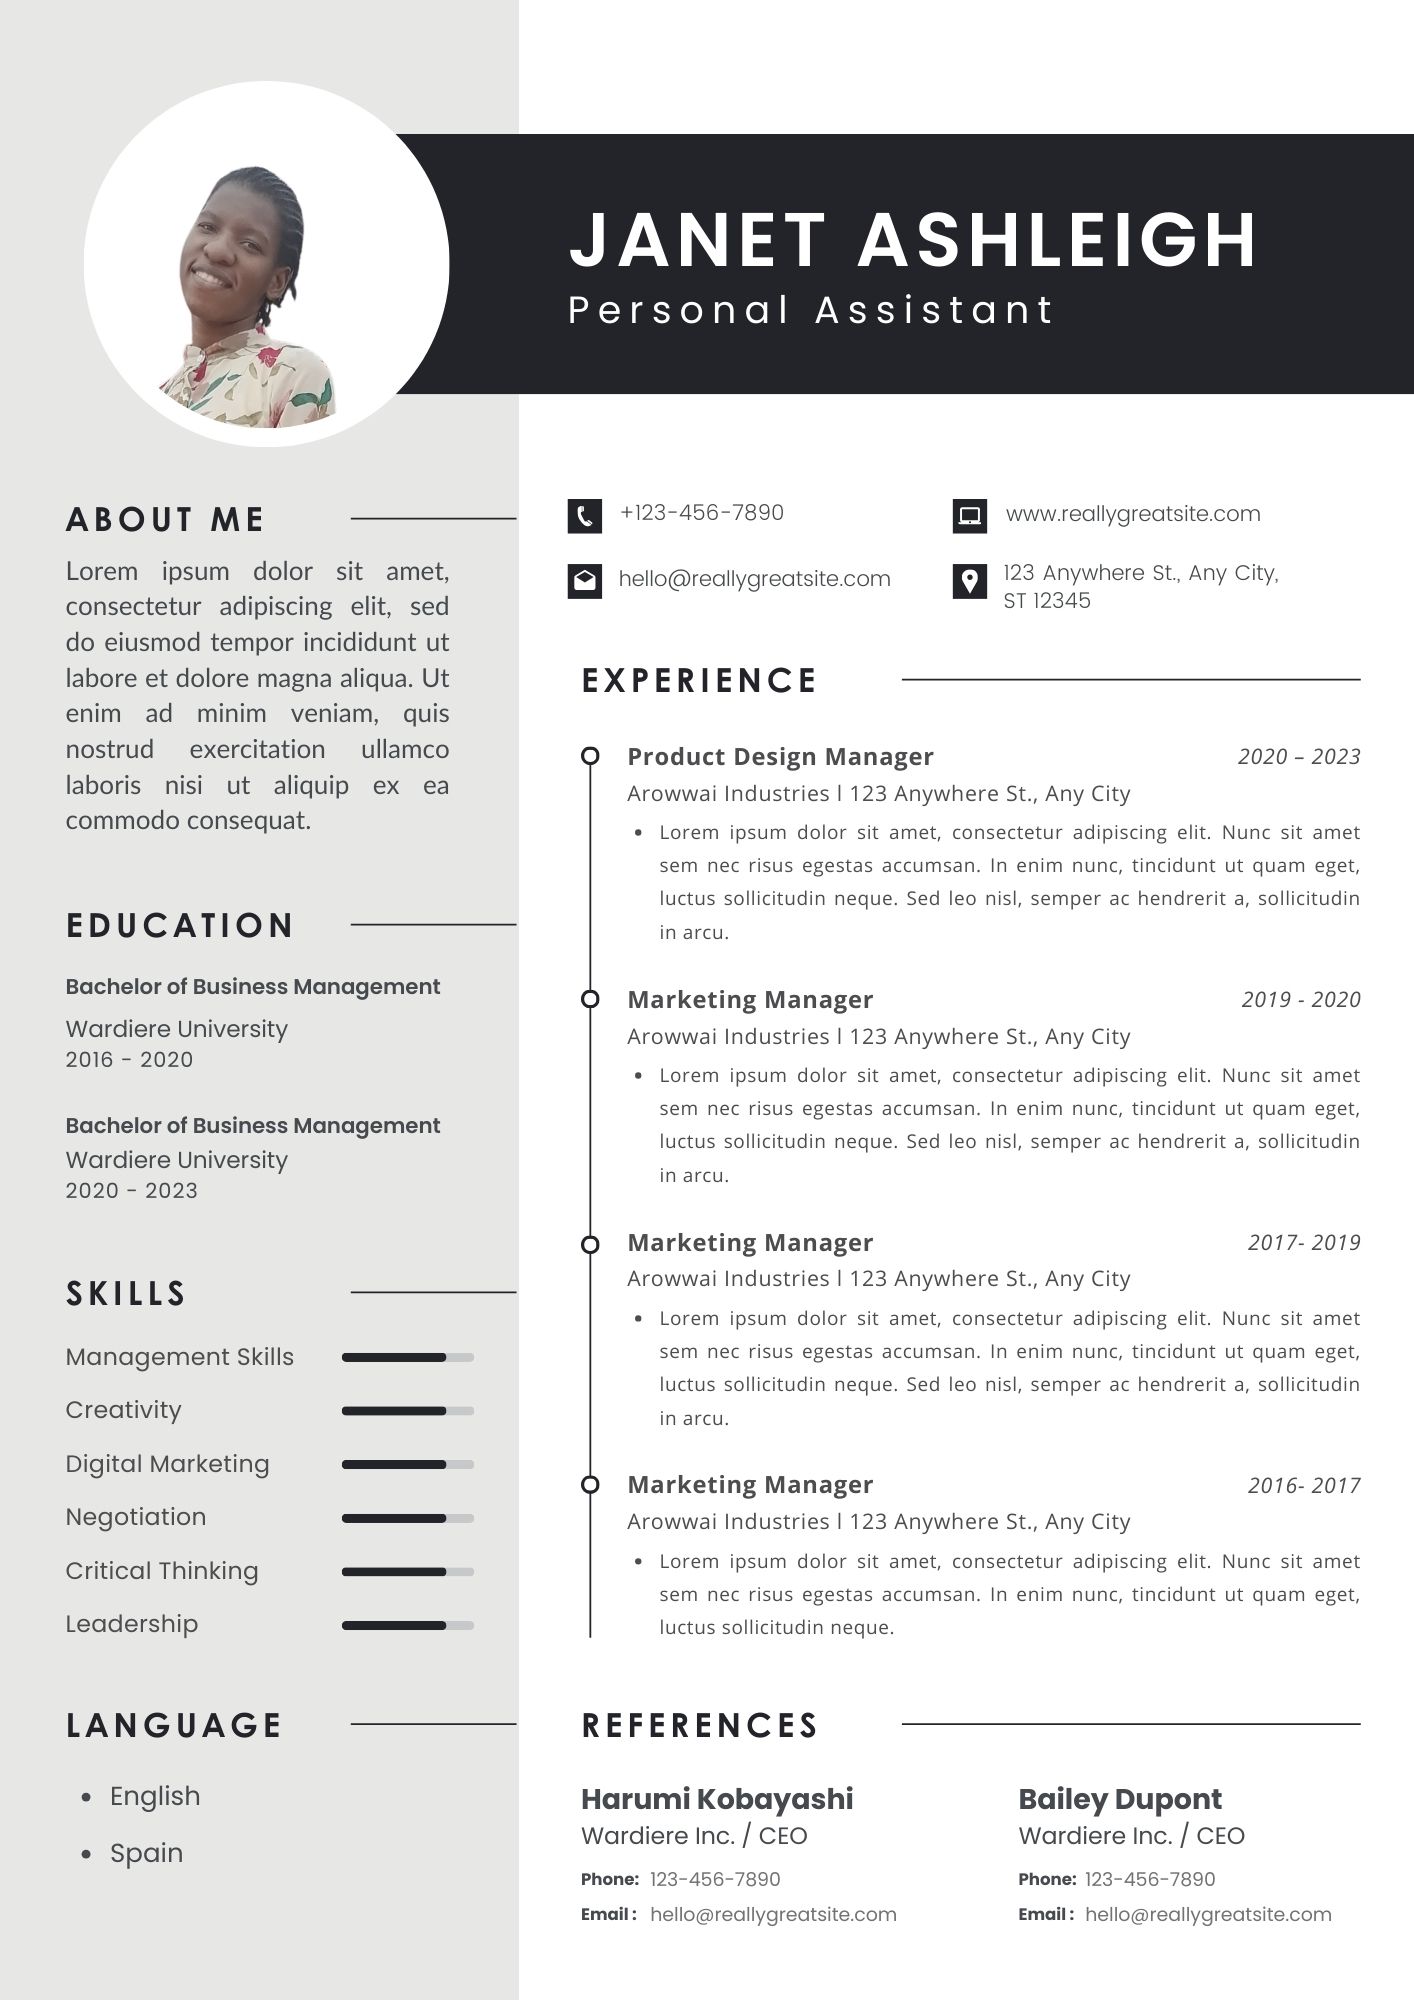 JANET ASHLEIGH
Personal Assistant
+123-456-7890
www.reallygreatsite.com
hello@reallygreatsite.com
123 Anywhere St., Any City,
ST 12345
ABOUT ME
Lorem ipsum dolor sit amet,
consectetur adipiscing elit, sed
do eiusmod tempor incididunt ut
labore et dolore magna aliqua. Ut
enim ad minim veniam, quis
nostrud exercitation ullamco
laboris nisi ut aliquip ex ea
commodo consequat.
EDUCATION
Bachelor of Business Management
Wardiere University
2016 - 2020
Bachelor of Business Management
Wardiere University
2020 - 2023
SKILLS
Management Skills
Creativity
Digital Marketing
Negotiation
Critical Thinking
Leadership
LANGUAGE
• English
• Spain
EXPERIENCE
Product Design Manager 2020 – 2023
Arowwai Industries l 123 Anywhere St., Any City
• Lorem ipsum dolor sit amet, consectetur adipiscing elit. Nunc sit amet
sem nec risus egestas accumsan. In enim nunc, tincidunt ut quam eget,
luctus sollicitudin neque. Sed leo nisl, semper ac hendrerit a, sollicitudin
in arcu.
Marketing Manager 2019 - 2020
Arowwai Industries l 123 Anywhere St., Any City
• Lorem ipsum dolor sit amet, consectetur adipiscing elit. Nunc sit amet
sem nec risus egestas accumsan. In enim nunc, tincidunt ut quam eget,
luctus sollicitudin neque. Sed leo nisl, semper ac hendrerit a, sollicitudin
in arcu.
Marketing Manager 2017- 2019
Arowwai Industries l 123 Anywhere St., Any City
• Lorem ipsum dolor sit amet, consectetur adipiscing elit. Nunc sit amet
sem nec risus egestas accumsan. In enim nunc, tincidunt ut quam eget,
luctus sollicitudin neque. Sed leo nisl, semper ac hendrerit a, sollicitudin
in arcu.
Marketing Manager 2016- 2017
Arowwai Industries l 123 Anywhere St., Any City
• Lorem ipsum dolor sit amet, consectetur adipiscing elit. Nunc sit amet
sem nec risus egestas accumsan. In enim nunc, tincidunt ut quam eget,
luctus sollicitudin neque.
REFERENCES
Harumi Kobayashi
Wardiere Inc. / CEO
Phone: 123-456-7890
Email : hello@reallygreatsite.com
Bailey Dupont
Wardiere Inc. / CEO
Phone: 123-456-7890
Email : hello@reallygreatsite.com